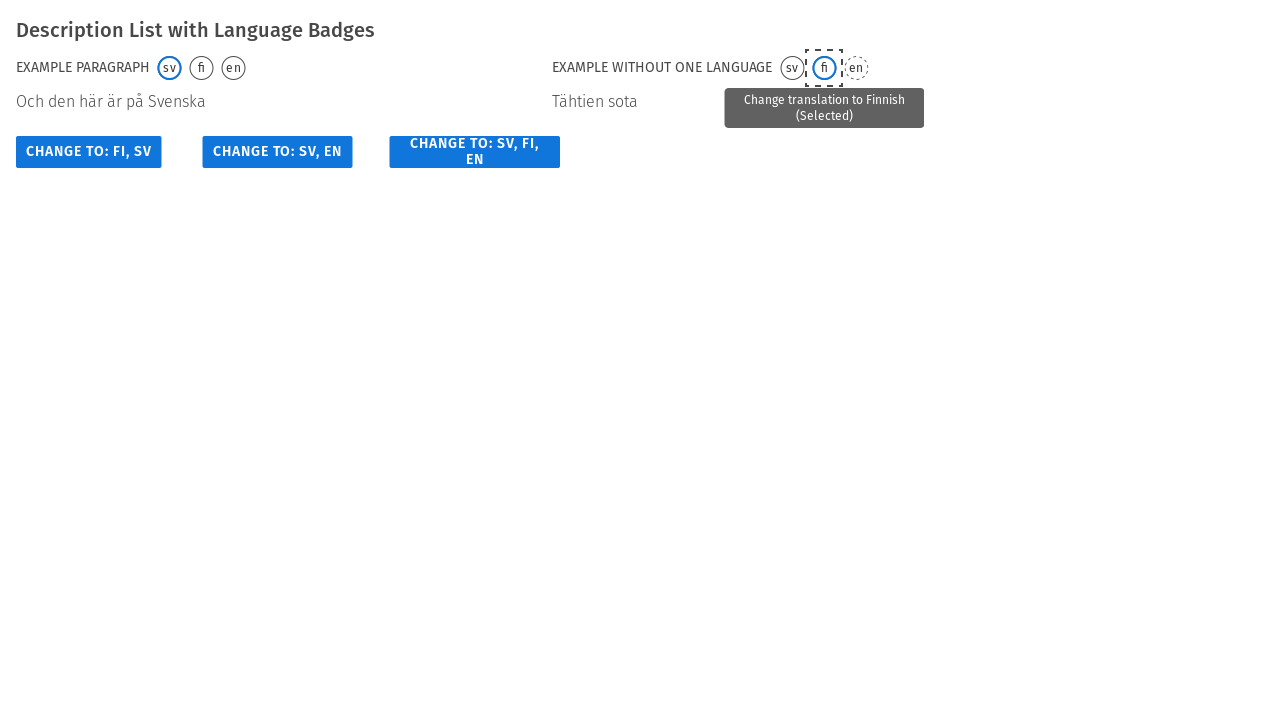 Description List with Language Badges
EXAMPLE PARAGRAPH sv fi en
EXAMPLE WITHOUT ONE LANGUAGE sv fi en
Och den här är på Svenska
Tähtien sota
Change translation to Finnish
(Selected)
CHANGE TO: FI, SV
CHANGE TO: SV, EN
CHANGE TO: SV, FI,
EN